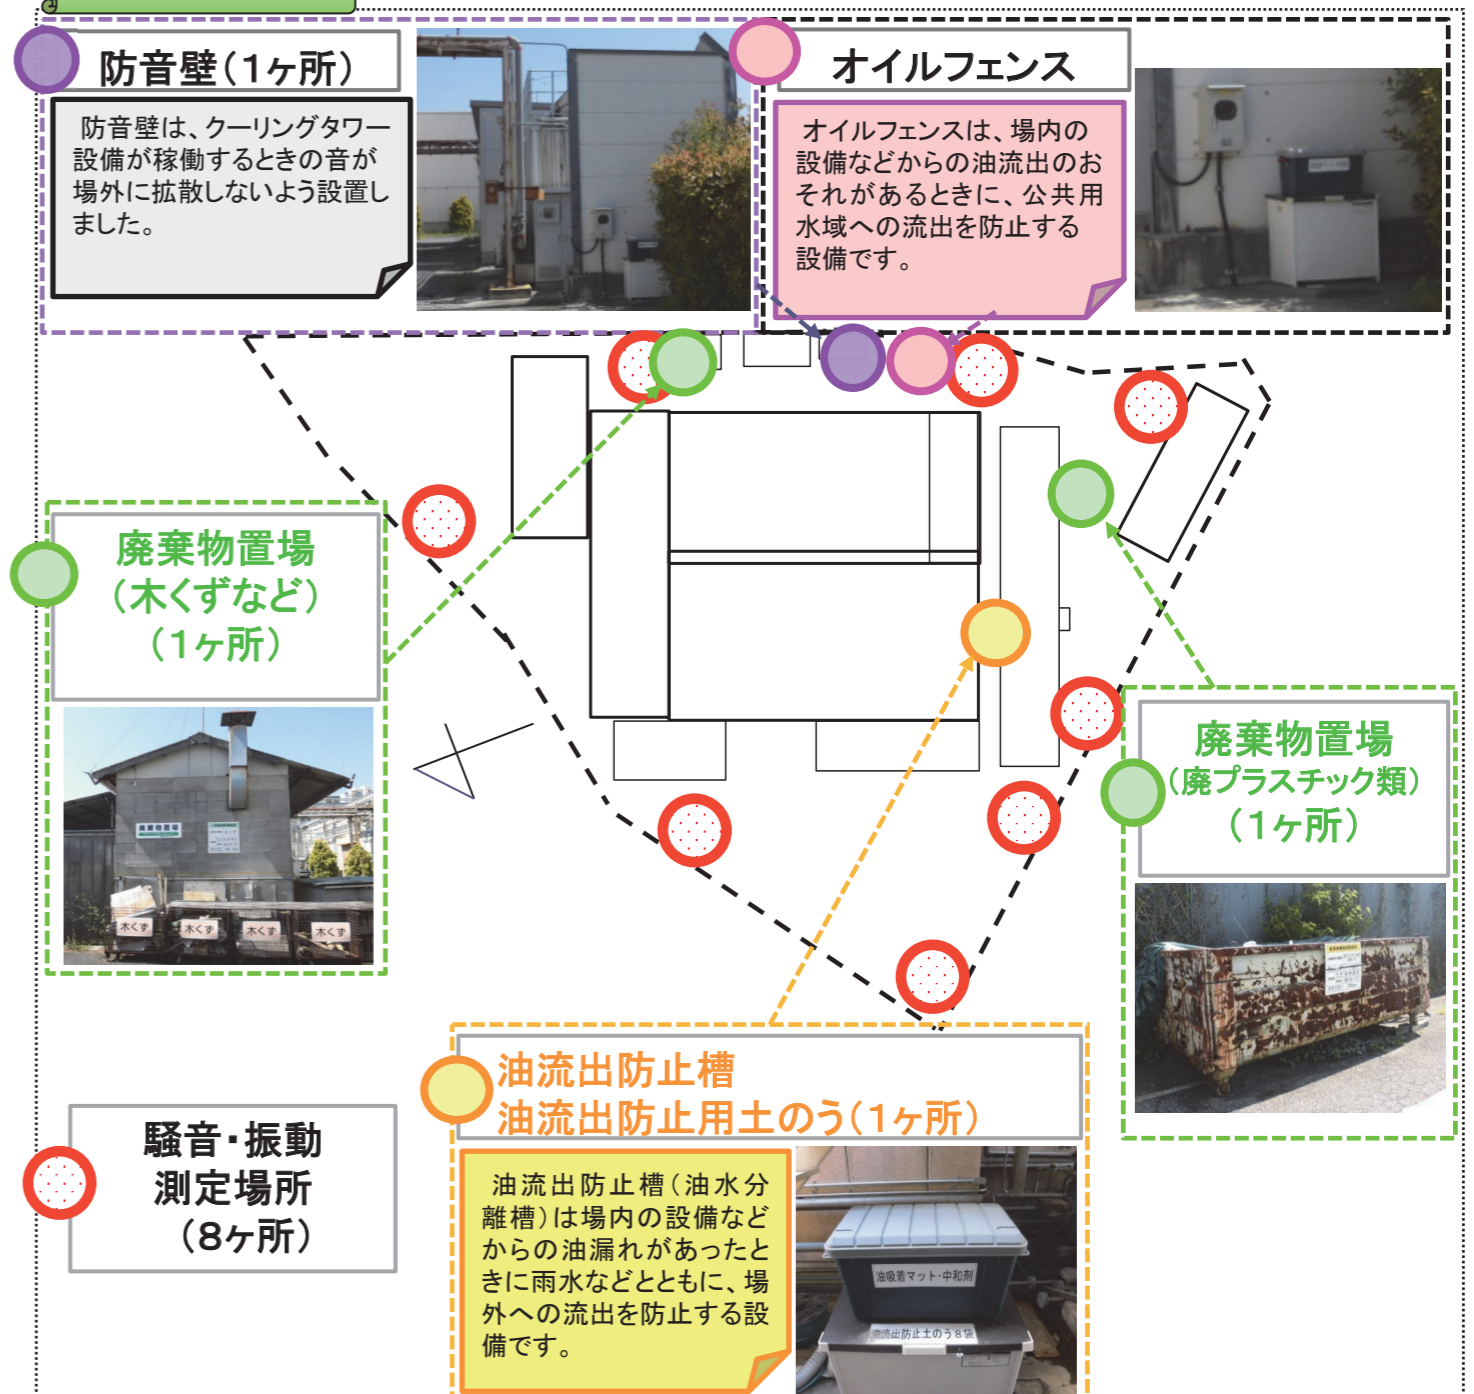 防音壁(1ヶ所)
防音壁は、クーリングタワー
設備が稼働するときの音が
場外に拡散しないよう設置し
ました。
オイルフェンス
オイルフェンスは、場内の
設備などからの油流出のお
それがあるときに、公共用
水域への流出を防止する
設備です。
廃棄物置場
(木くずなど)
(1ヶ所)
廃棄物置場
木くず
木くず
木くず
木くず
廃棄物置場
(廃プラスチック類)
(1ヶ所)
騒音・振動
測定場所
(8ヶ所)
油流出防止槽
油流出防止用土のう(1ヶ所)
油流出防止槽(油水分
離槽)は場内の設備など
からの油漏れがあったと
きに雨水などとともに、場
外への流出を防止する設
備です。
油吸着マット・中和剤
油流出防止土のう8袋